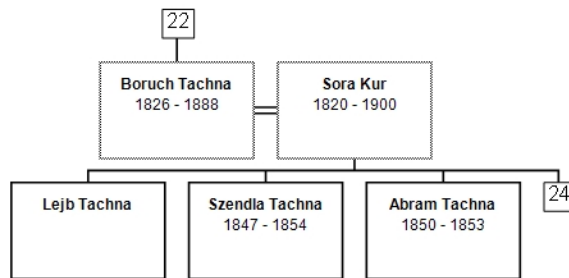 22
Boruch Tachna
1826 - 1888
Sora Kur
1820 - 1900
Lejb Tachna
Szendla Tachna
1847 - 1854
Abram Tachna
1850 - 1853
24